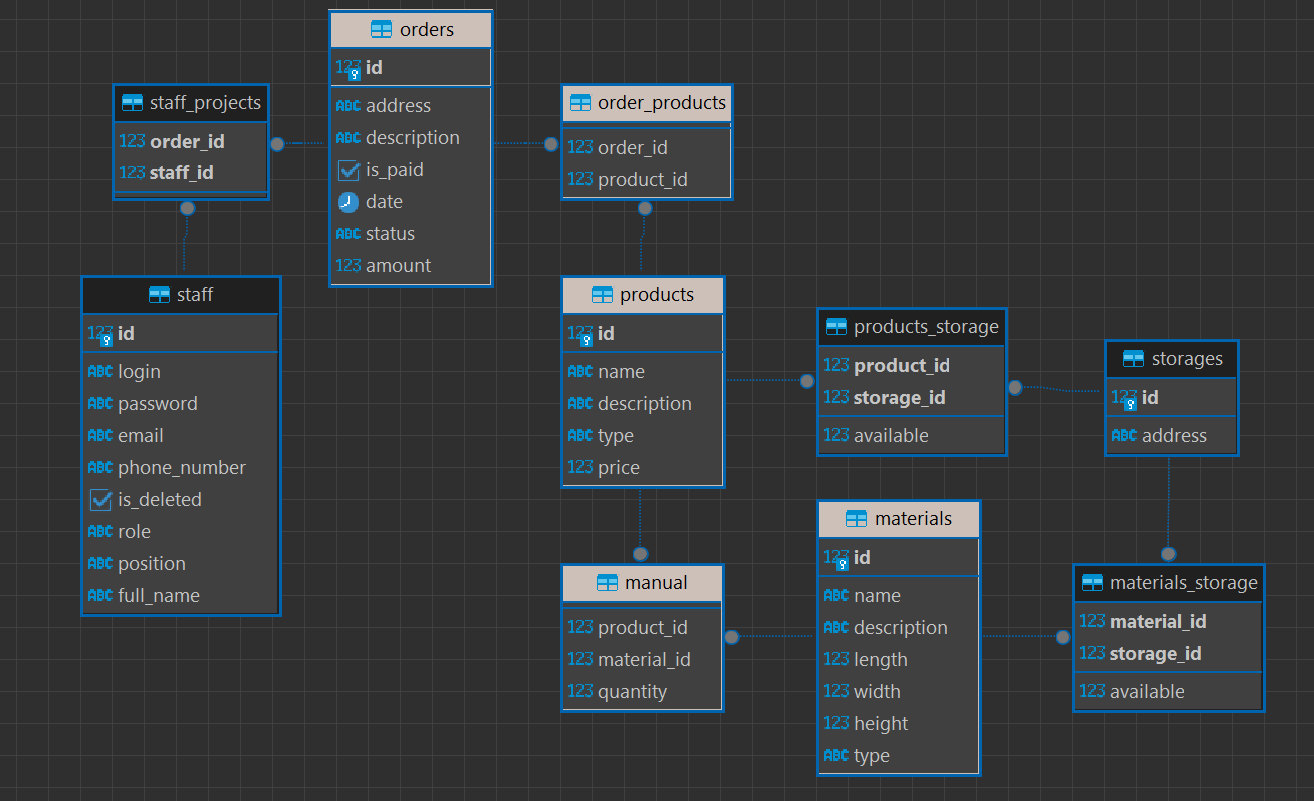 orders
123 id
ABC address
ABC description
is_paid
date
ABC status
123 amount
staff_projects
123 order_id
123 staff_id
order_products
123 order_id
123 product_id
staff
123 id
ABC login
ABC password
ABC email
ABC phone_number
is_deleted
ABC role
ABC position
ABC full_name
products
123 id
ABC name
ABC description
ABC type
123 price
products_storage
123 product_id
123 storage_id
123 available
storages
123 id
ABC address
manual
123 product_id
123 material_id
123 quantity
materials
123 id
ABC name
ABC description
123 length
123 width
123 height
ABC type
materials_storage
123 material_id
123 storage_id
123 available